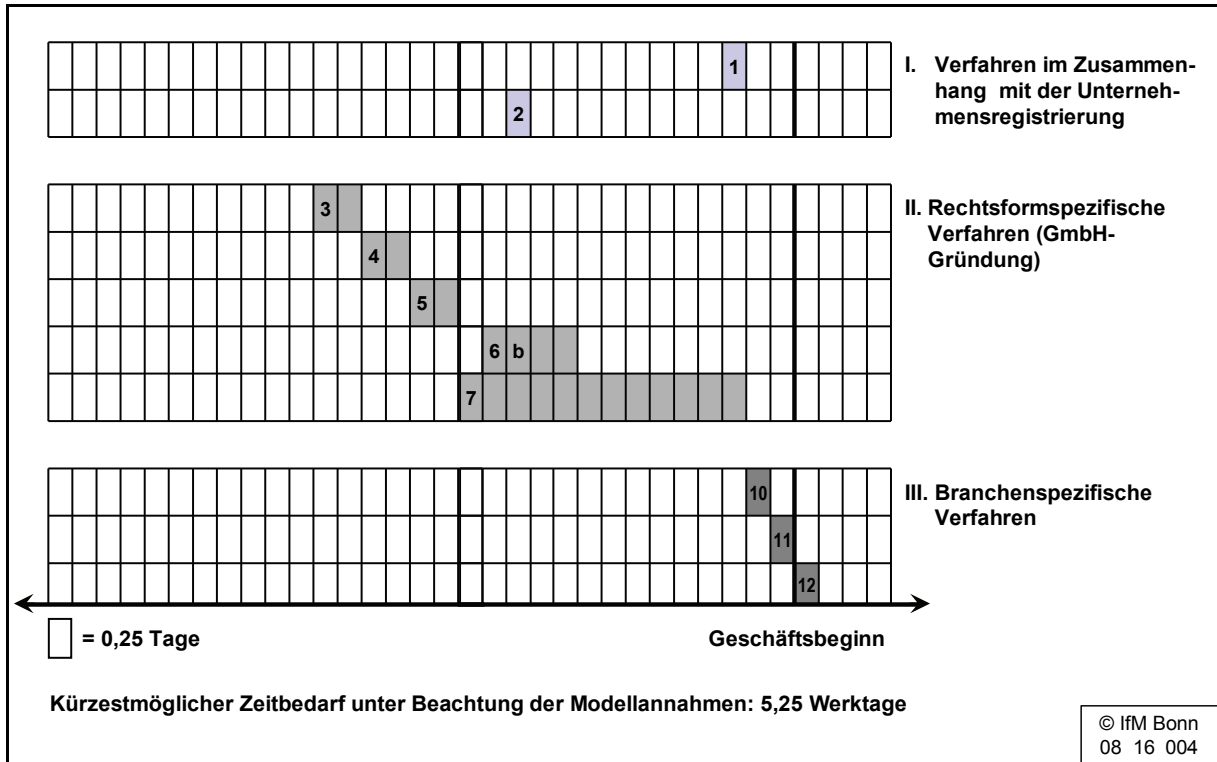 1
I. Verfahren im Zusammen-
hang mit der Unterneh-
mensregistrierung
2
II. Rechtsformspezifische
Verfahren (GmbH-
Gründung)
3
4
5
6 b
7
III. Branchenspezifische
Verfahren
10
11
12
= 0,25 Tage
Geschäftsbeginn
Kürzestmöglicher Zeitbedarf unter Beachtung der Modellannahmen: 5,25 Werktage
© IfM Bonn
08 16 004